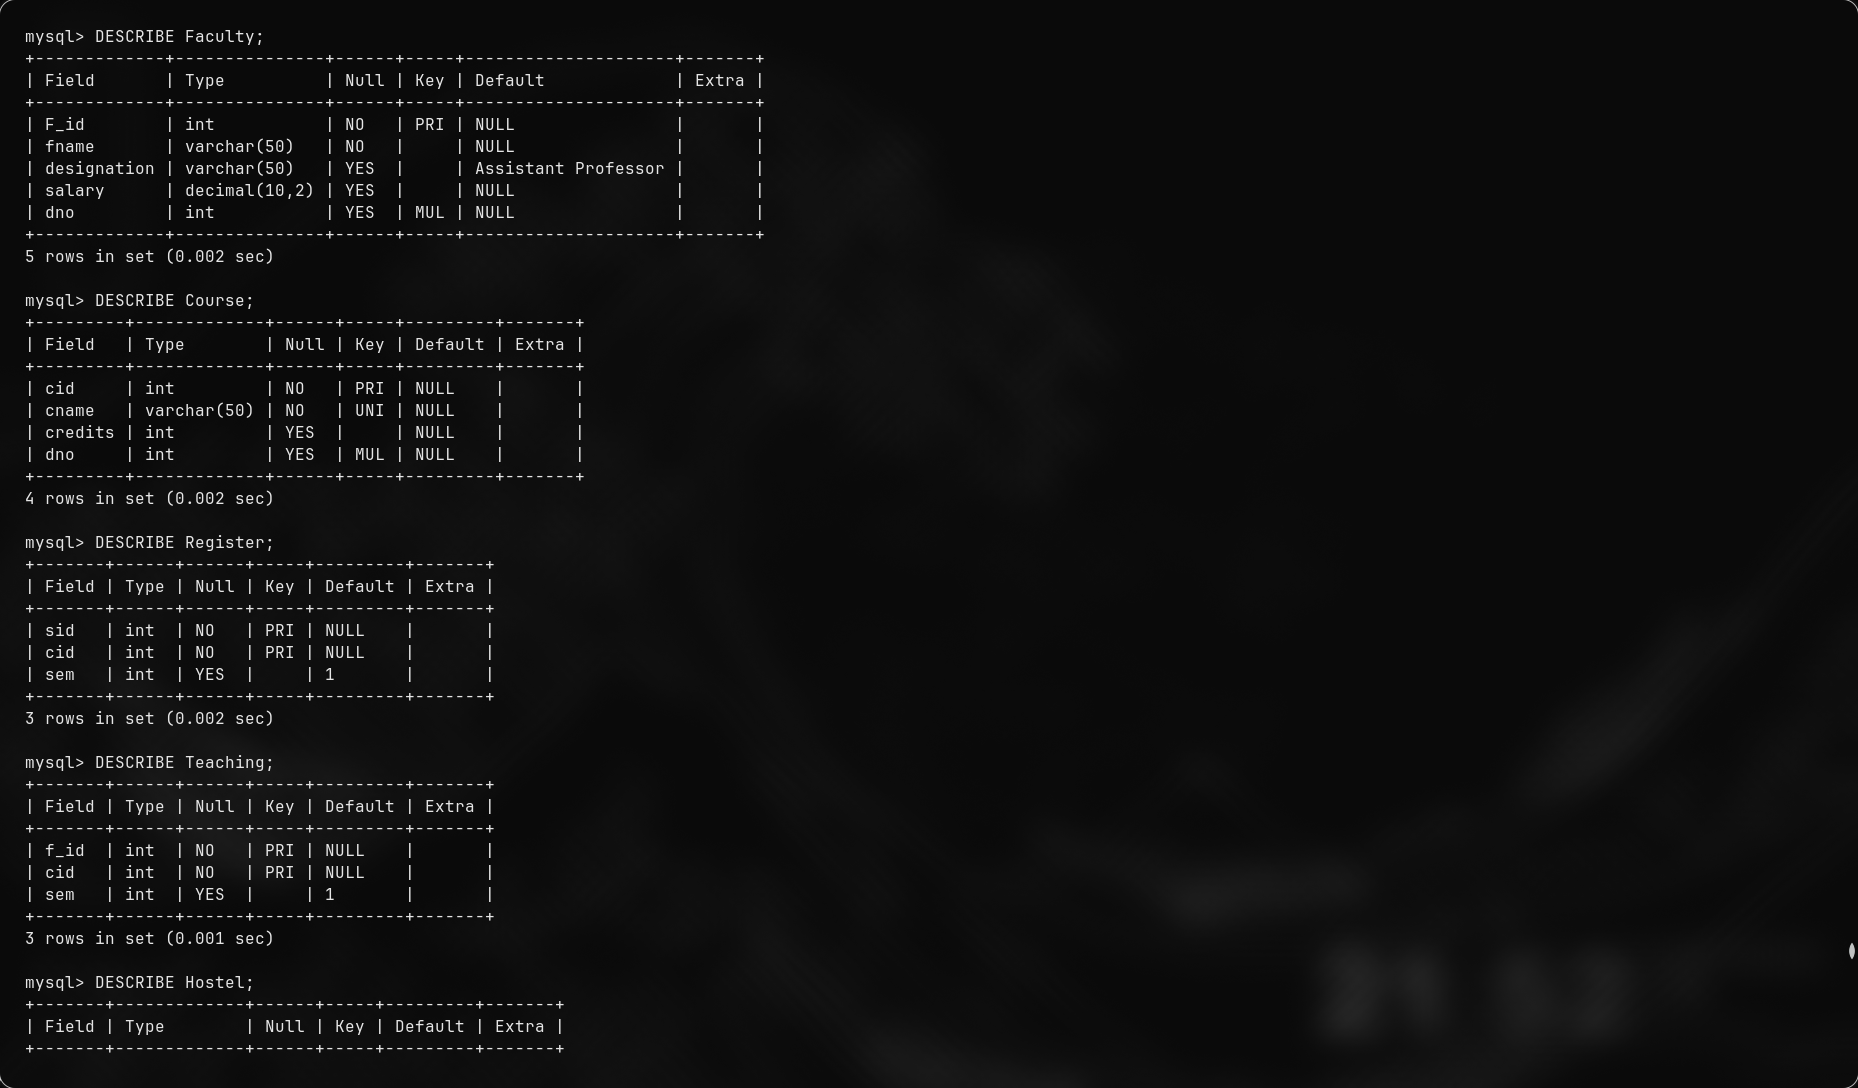 mysql> DESCRIBE Faculty;
+-------------+---------------+------+-----+---------------------+-------+
| Field       | Type          | Null | Key | Default             | Extra |
+-------------+---------------+------+-----+---------------------+-------+
| F_id        | int           | NO   | PRI | NULL                |       |
| fname       | varchar(50)   | NO   |     | NULL                |       |
| designation | varchar(50)   | YES  |     | Assistant Professor |       |
| salary      | decimal(10,2) | YES  |     | NULL                |       |
| dno         | int           | YES  | MUL | NULL                |       |
+-------------+---------------+------+-----+---------------------+-------+
5 rows in set (0.002 sec)

mysql> DESCRIBE Course;
+---------+-------------+------+-----+---------+-------+
| Field   | Type        | Null | Key | Default | Extra |
+---------+-------------+------+-----+---------+-------+
| cid     | int         | NO   | PRI | NULL    |       |
| cname   | varchar(50) | NO   | UNI | NULL    |       |
| credits | int         | YES  |     | NULL    |       |
| dno     | int         | YES  | MUL | NULL    |       |
+---------+-------------+------+-----+---------+-------+
4 rows in set (0.002 sec)

mysql> DESCRIBE Register;
+-------+------+------+-----+---------+-------+
| Field | Type | Null | Key | Default | Extra |
+-------+------+------+-----+---------+-------+
| sid   | int  | NO   | PRI | NULL    |       |
| cid   | int  | NO   | PRI | NULL    |       |
| sem   | int  | YES  |     | 1       |       |
+-------+------+------+-----+---------+-------+
3 rows in set (0.002 sec)

mysql> DESCRIBE Teaching;
+-------+------+------+-----+---------+-------+
| Field | Type | Null | Key | Default | Extra |
+-------+------+------+-----+---------+-------+
| f_id  | int  | NO   | PRI | NULL    |       |
| cid   | int  | NO   | PRI | NULL    |       |
| sem   | int  | YES  |     | 1       |       |
+-------+------+------+-----+---------+-------+
3 rows in set (0.001 sec)

mysql> DESCRIBE Hostel;
+-------+-------------+------+-----+---------+-------+
| Field | Type        | Null | Key | Default | Extra |
+-------+-------------+------+-----+---------+-------+